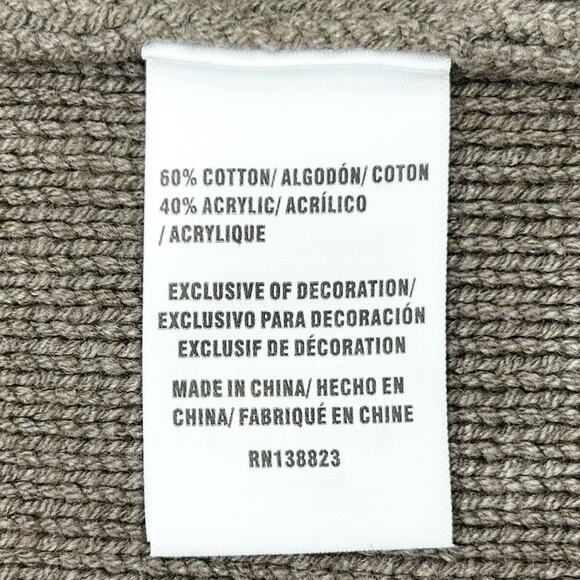 60% COTTON/ ALGODÓN/ COTON
40% ACRYLIC/ ACRÍLICO
/ ACRYLIQUE
EXCLUSIVE OF DECORATION/
EXCLUSIVO PARA DECORACIÓN
EXCLUSIF DE DÉCORATION
MADE IN CHINA/ HECHO EN
CHINA/ FABRIQUÉ EN CHINE
RN138823